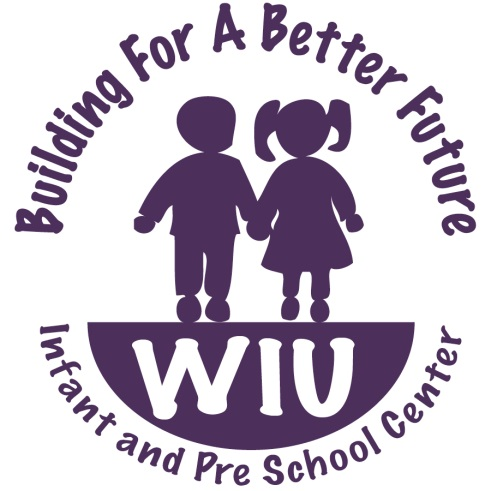 Building For A Better Future
WIU
Infant and Pre School Center